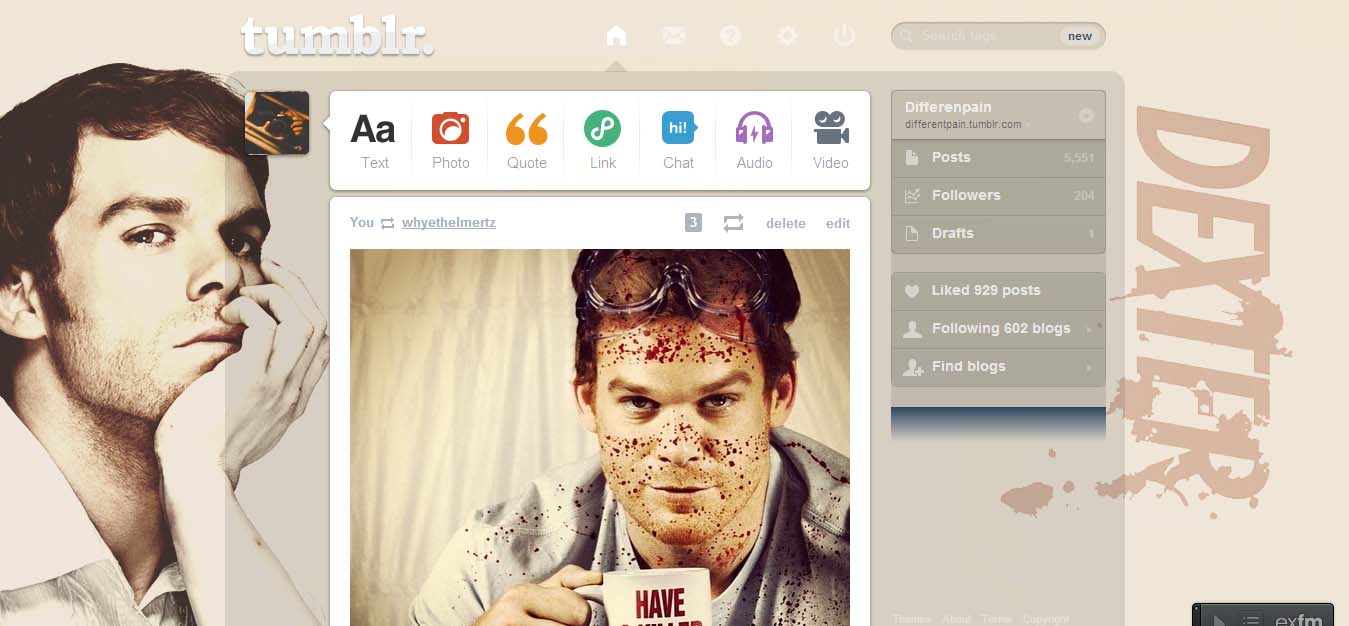 tumblr.
Search tags
new
Aa
hi!
Text
Photo
Quote
Link
Chat
Audio
Video
Differenpain
differentpain.tumblr.com
Posts 5,551
Followers 204
Drafts 1
Liked 929 posts
Following 602 blogs
Find blogs
You whyethelmertz
3
delete edit
HAVE
A KILLER
DEXTER
Themes About Terms Copyright
exfm